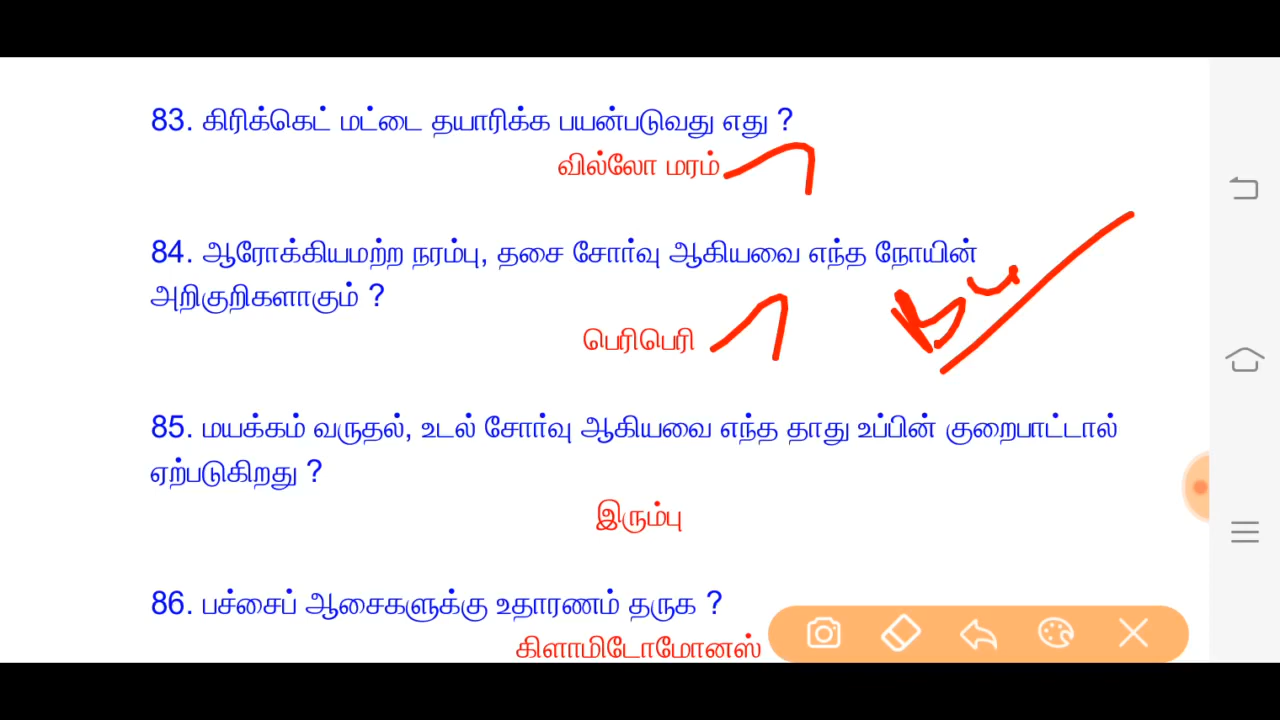 83. கிரிக்கெட் மட்டை தயாரிக்க பயன்படுவது எது ?
வில்லோ மரம்
84. ஆரோக்கியமற்ற நரம்பு, தசை சோர்வு ஆகியவை எந்த நோயின்
அறிகுறிகளாகும் ?
பெரிபெரி
85. மயக்கம் வருதல், உடல் சோர்வு ஆகியவை எந்த தாது உப்பின் குறைபாட்டால்
ஏற்படுகிறது ?
இரும்பு
86. பச்சைப் ஆசைகளுக்கு உதாரணம் தருக ?
கிளாமிடோமோனஸ்